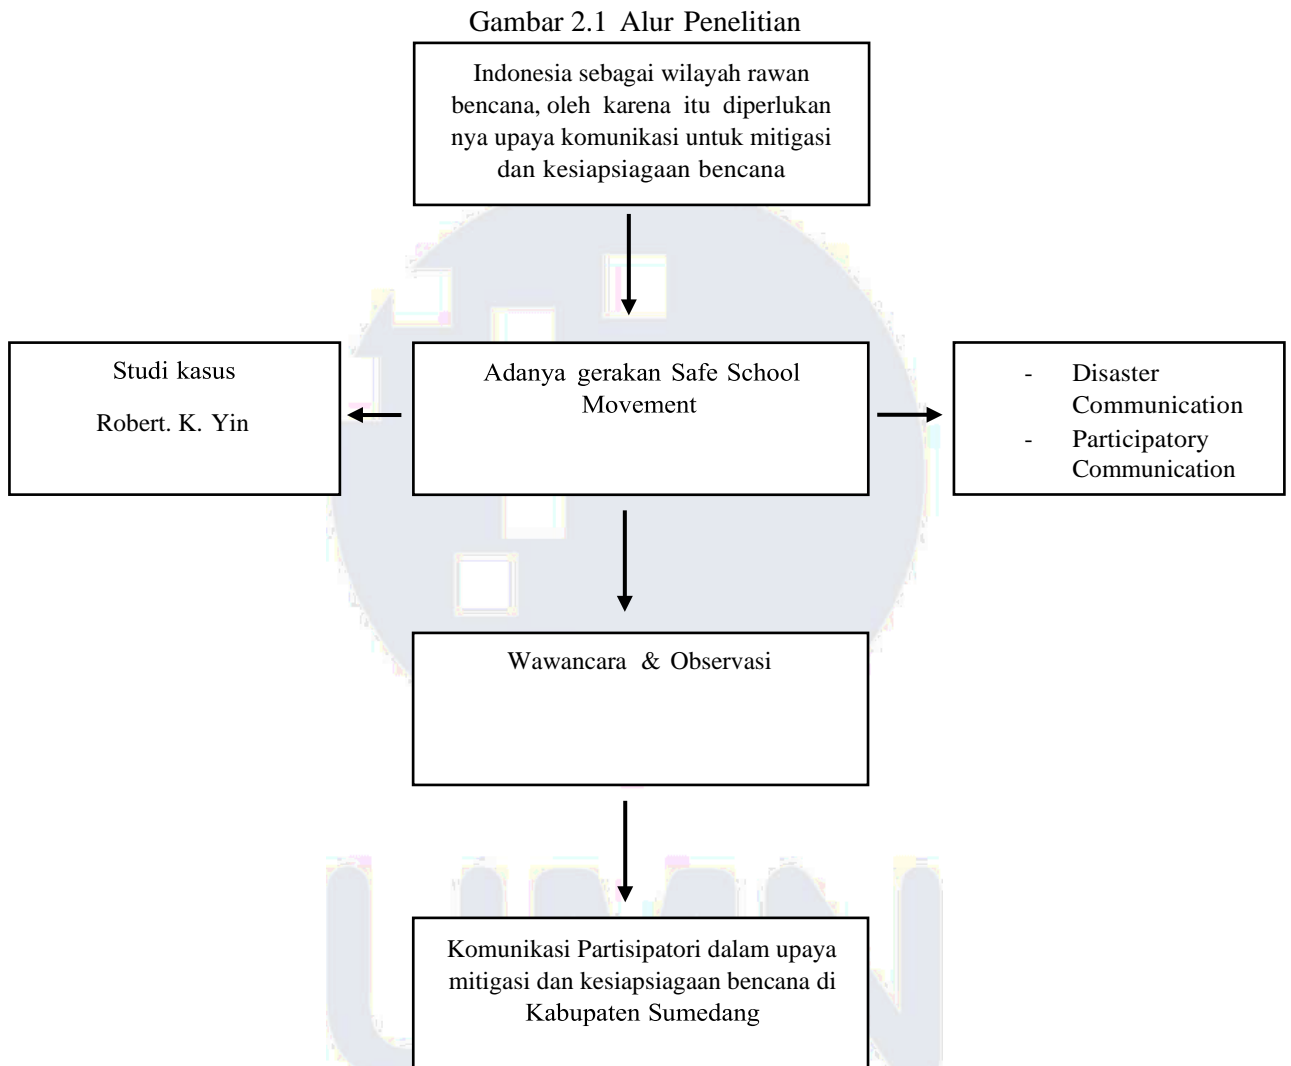 Gambar 2.1 Alur Penelitian
Indonesia sebagai wilayah rawan
bencana, oleh karena itu diperlukan
nya upaya komunikasi untuk mitigasi
dan kesiapsiagaan bencana
Studi kasus
Robert. K. Yin
Adanya gerakan Safe School
Movement
- Disaster
Communication
- Participatory
Communication
Wawancara & Observasi
Komunikasi Partisipatori dalam upaya
mitigasi dan kesiapsiagaan bencana di
Kabupaten Sumedang
UMN